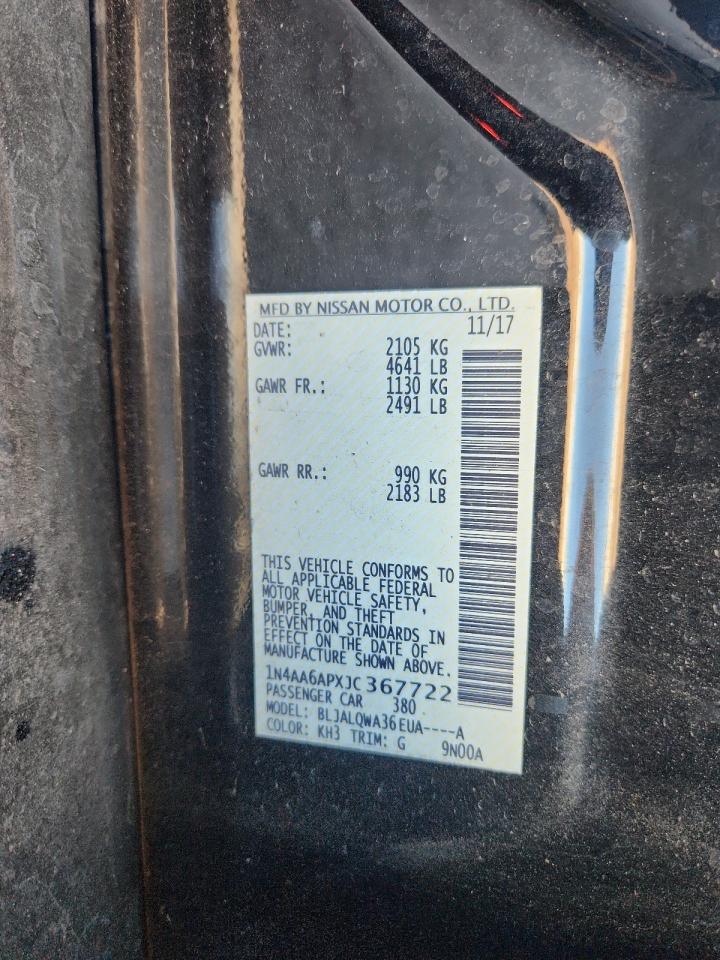 MFD BY NISSAN MOTOR CO., LTD.
DATE: 11/17
GVWR: 2105 KG
4641 LB
GAWR FR.: 1130 KG
2491 LB
GAWR RR.: 990 KG
2183 LB
THIS VEHICLE CONFORMS TO
ALL APPLICABLE FEDERAL
MOTOR VEHICLE SAFETY,
BUMPER, AND THEFT
PREVENTION STANDARDS IN
EFFECT ON THE DATE OF
MANUFACTURE SHOWN ABOVE.
1N4AA6APXJC367722
PASSENGER CAR 380
MODEL: BLJALQWA36EUA----A
COLOR: KH3 TRIM: G 9N00A